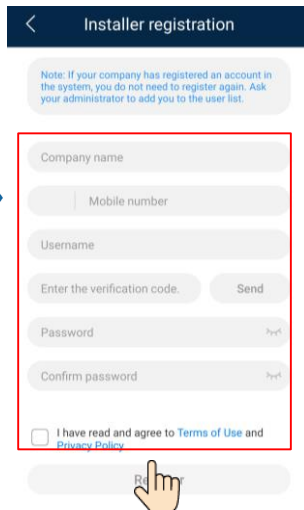 Installer registration
Note: If your company has registered an account in
the system, you do not need to register again. Ask
your administrator to add you to the user list.
Company name
Mobile number
Username
Enter the verification code. Send
Password
Confirm password
I have read and agree to Terms of Use and
Privacy Policy